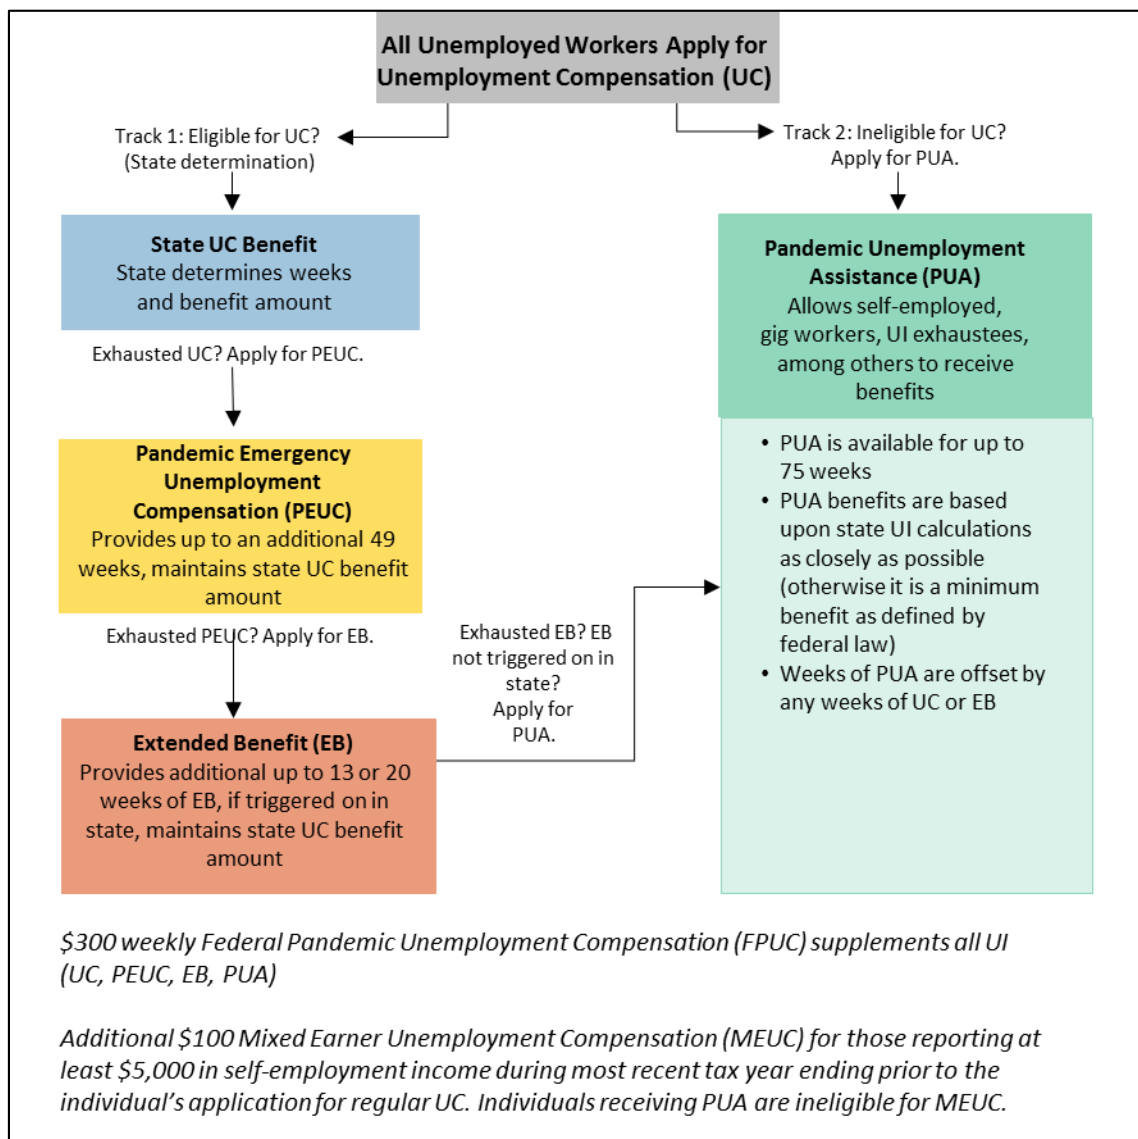 All Unemployed Workers Apply for
Unemployment Compensation (UC)
Track 1: Eligible for UC?
(State determination)
Track 2: Ineligible for UC?
Apply for PUA.
State UC Benefit
State determines weeks
and benefit amount
Exhausted UC? Apply for PEUC.
Pandemic Emergency
Unemployment
Compensation (PEUC)
Provides up to an additional 49
weeks, maintains state UC benefit
amount
Exhausted PEUC? Apply for EB.
Extended Benefit (EB)
Provides additional up to 13 or 20
weeks of EB, if triggered on in
state, maintains state UC benefit
amount
Exhausted EB? EB
not triggered on in
state?
Apply for
PUA.
Pandemic Unemployment
Assistance (PUA)
Allows self-employed,
gig workers, UI exhaustees,
among others to receive
benefits
• PUA is available for up to
75 weeks
• PUA benefits are based
upon state UI calculations
as closely as possible
(otherwise it is a minimum
benefit as defined by
federal law)
• Weeks of PUA are offset by
any weeks of UC or EB
$300 weekly Federal Pandemic Unemployment Compensation (FPUC) supplements all UI
(UC, PEUC, EB, PUA)
Additional $100 Mixed Earner Unemployment Compensation (MEUC) for those reporting at
least $5,000 in self-employment income during most recent tax year ending prior to the
individual's application for regular UC. Individuals receiving PUA are ineligible for MEUC.